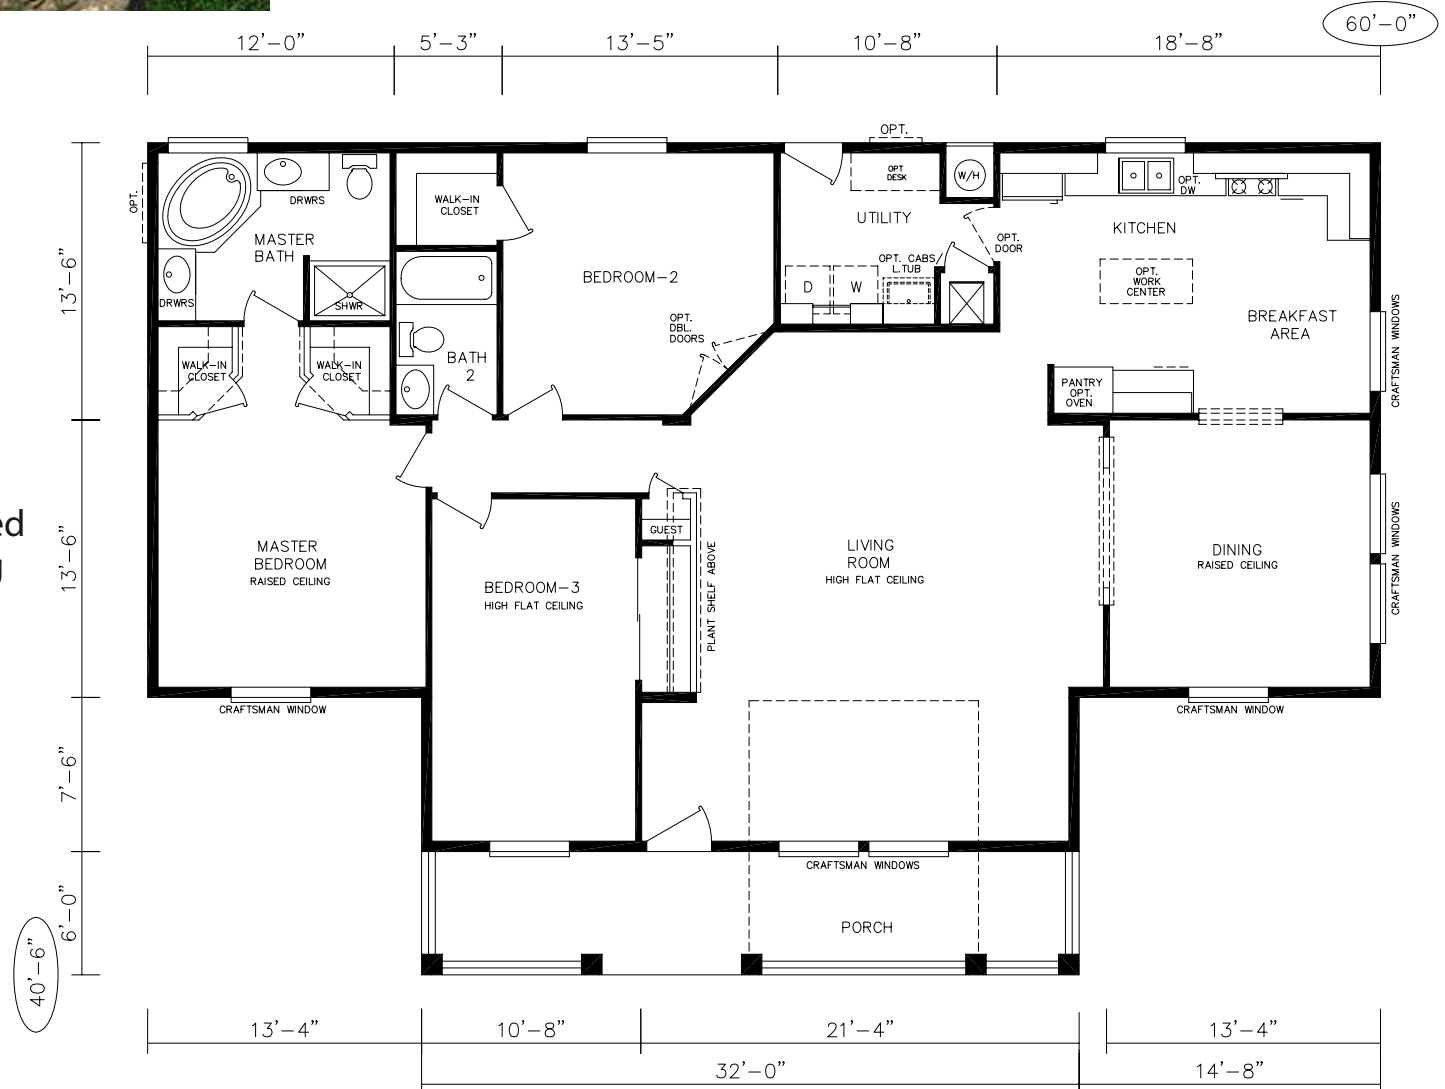 60'-0"
12'-0"
5'-3"
13'-5"
10'-8"
18'-8"
OPT.
OPT.
DRWRS
MASTER
BATH
DRWRS
SHWR
WALK-IN
CLOSET
WALK-IN
CLOSET
WALK-IN
CLOSET
BATH
2
BEDROOM-2
OPT.
DBL.
DOORS
OPT
DESK
W/H
UTILITY
OPT. CABS/
L.TUB
D
W
OPT.
DOOR
OPT.
DW
KITCHEN
OPT.
WORK
CENTER
BREAKFAST
AREA
PANTRY
OPT.
OVEN
CRAFTSMAN WINDOWS
13'-6"
13'-6"
7'-6"
6'-0"
40'-6"
ed
MASTER
BEDROOM
RAISED CEILING
CRAFTSMAN WINDOW
BEDROOM-3
HIGH FLAT CEILING
GUEST
PLANT SHELF ABOVE
LIVING
ROOM
HIGH FLAT CEILING
DINING
RAISED CEILING
CRAFTSMAN WINDOWS
CRAFTSMAN WINDOW
CRAFTSMAN WINDOWS
PORCH
13'-4"
10'-8"
21'-4"
13'-4"
32'-0"
14'-8"